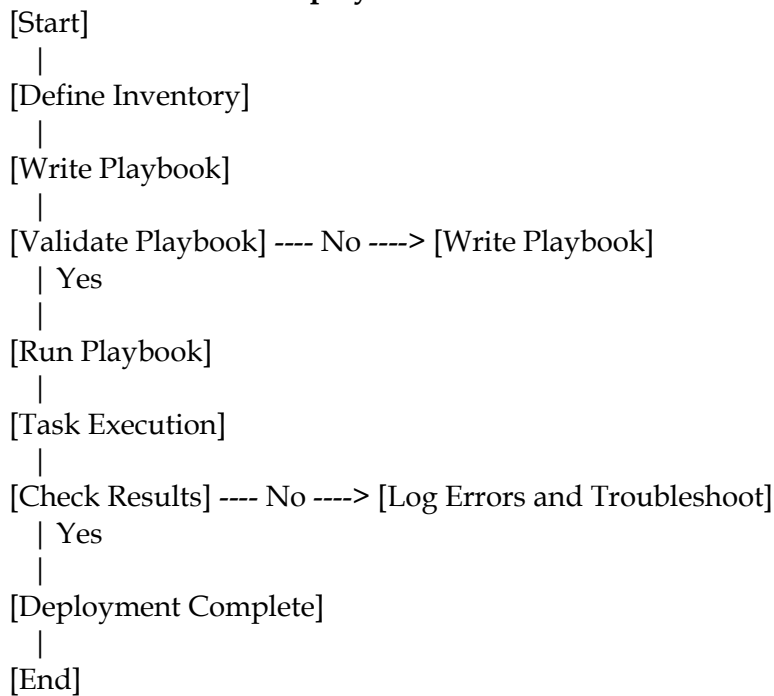 [Start]
|
[Define Inventory]
|
[Write Playbook]
|
[Validate Playbook] ---- No ----> [Write Playbook]
| Yes
|
[Run Playbook]
|
[Task Execution]
|
[Check Results] ---- No ----> [Log Errors and Troubleshoot]
| Yes
|
[Deployment Complete]
|
[End]